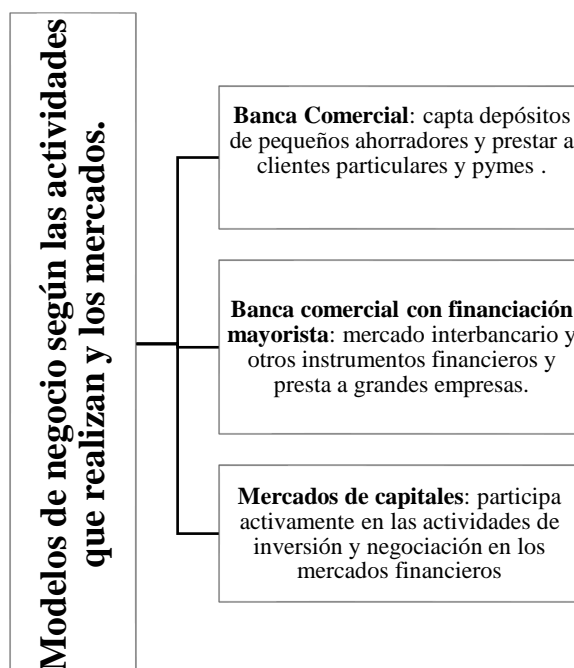 Modelos de negocio según las actividades
que realizan y los mercados.
Banca Comercial: capta depósitos
de pequeños ahorradores y prestar a
clientes particulares y pymes .
Banca comercial con financiación
mayorista: mercado interbancario y
otros instrumentos financieros y
presta a grandes empresas.
Mercados de capitales: participa
activamente en las actividades de
inversión y negociación en los
mercados financieros